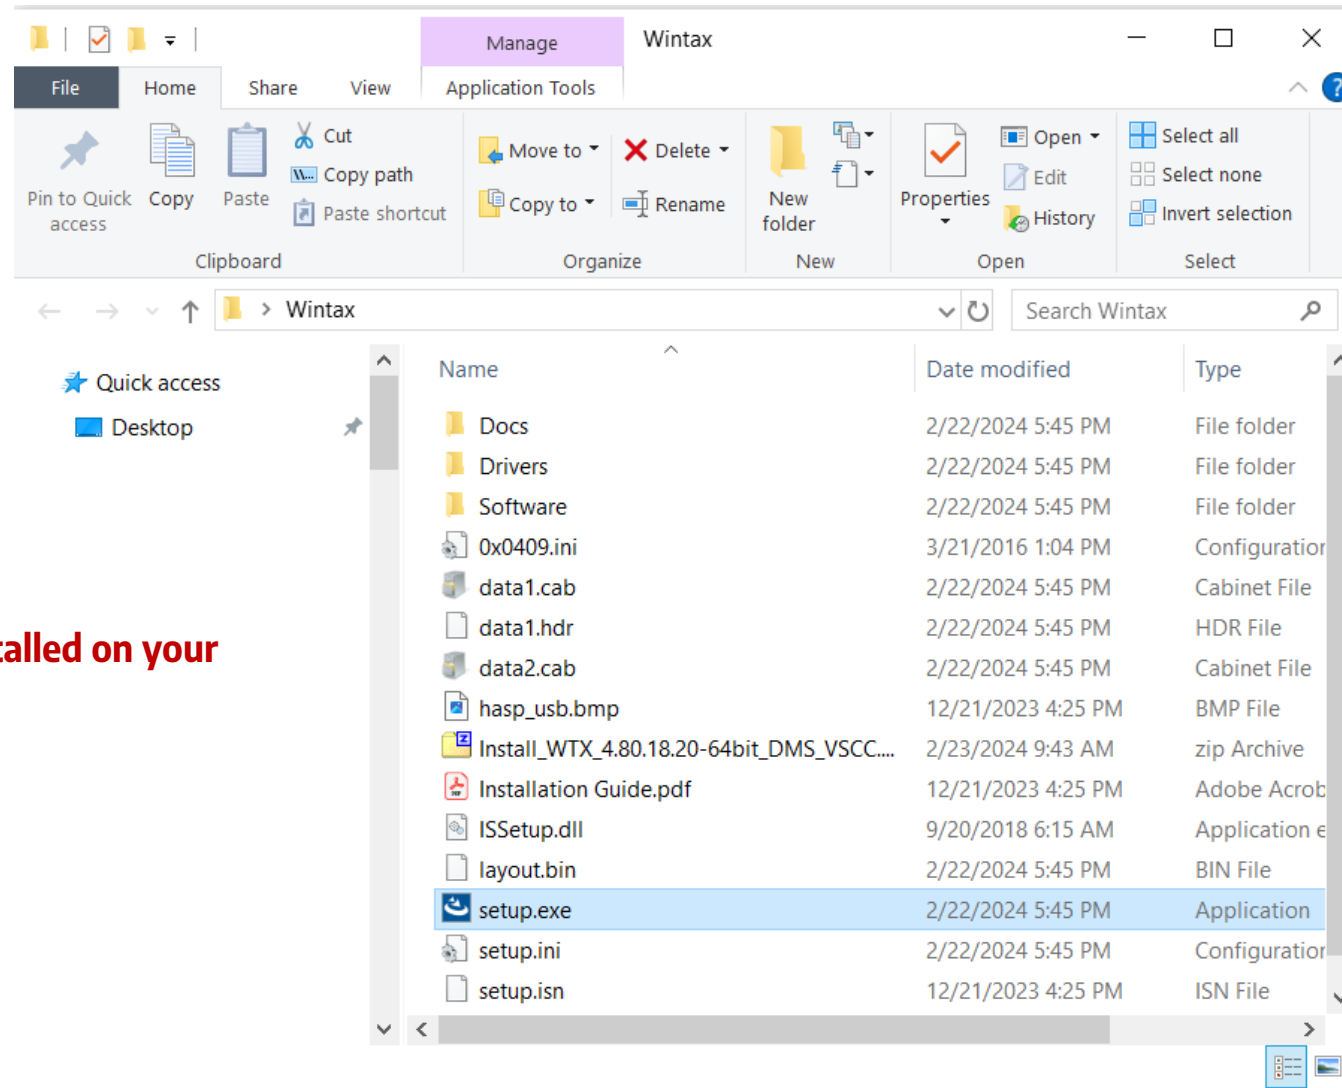 Manage
Wintax
File
Home
Share
View
Application Tools
Pin to Quick
access
Copy
Paste
Cut
Copy path
Paste shortcut
Clipboard
Move to
Copy to
Delete
Rename
Organize
New
folder
New
Properties
Open
Edit
History
Open
Select all
Select none
Invert selection
Select
Wintax
Search Wintax
Quick access
Desktop
Name Date modified Type
Docs 2/22/2024 5:45 PM File folder
Drivers 2/22/2024 5:45 PM File folder
Software 2/22/2024 5:45 PM File folder
0x0409.ini 3/21/2016 1:04 PM Configuration
data1.cab 2/22/2024 5:45 PM Cabinet File
data1.hdr 2/22/2024 5:45 PM HDR File
talled on your
data2.cab 2/22/2024 5:45 PM Cabinet File
hasp_usb.bmp 12/21/2023 4:25 PM BMP File
Install_WTX_4.80.18.20-64bit_DMS_VSCC.... 2/23/2024 9:43 AM zip Archive
Installation Guide.pdf 12/21/2023 4:25 PM Adobe Acrob
ISSetup.dll 9/20/2018 6:15 AM Application e
layout.bin 2/22/2024 5:45 PM BIN File
setup.exe 2/22/2024 5:45 PM Application
setup.ini 2/22/2024 5:45 PM Configuration
setup.isn 12/21/2023 4:25 PM ISN File